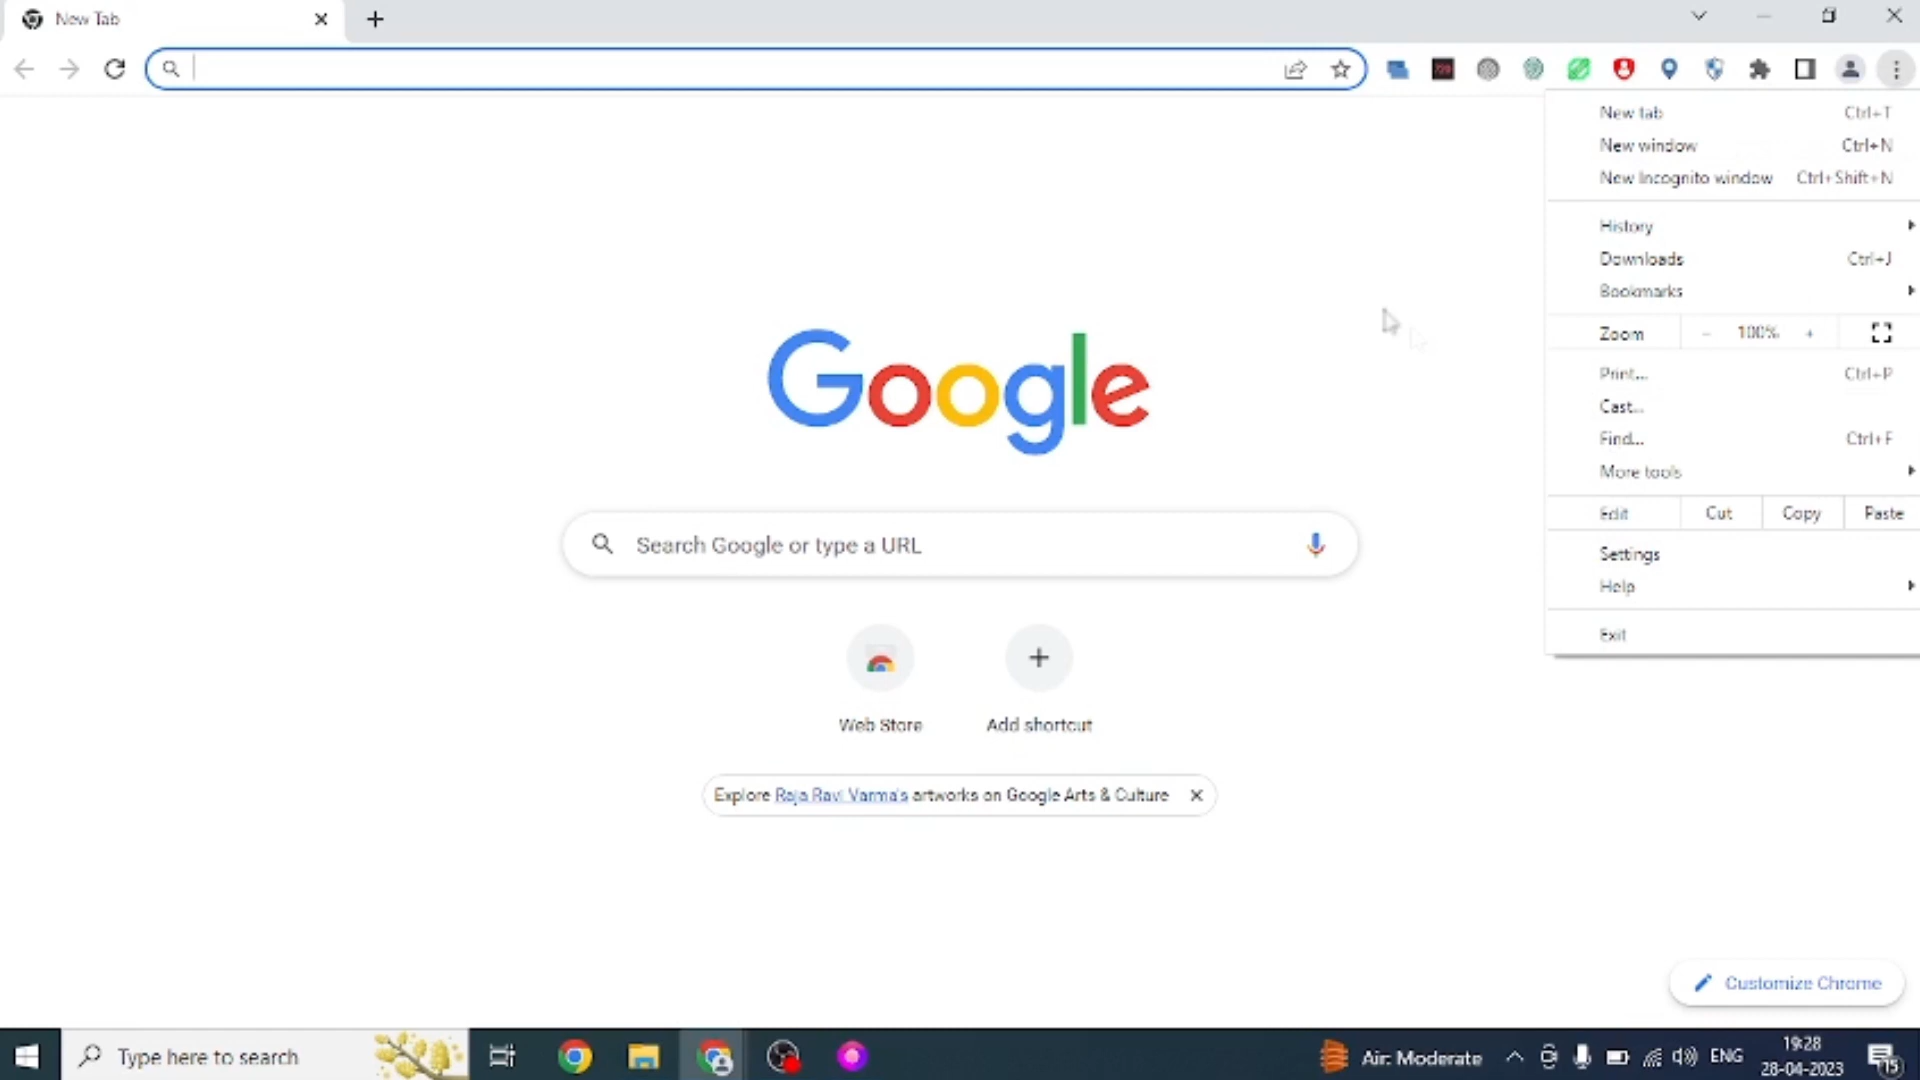 New Tab
New tab Ctrl+T
New window Ctrl+N
New Incognito window Ctrl+Shift+N
History
Downloads Ctrl+J
Bookmarks
Zoom - 100% +
Print... Ctrl+P
Cast...
Find... Ctrl+F
More tools
Edit Cut Copy Paste
Settings
Help
Exit
Google
Search Google or type a URL
Web Store Add shortcut
Explore Raja Ravi Varma's artworks on Google Arts & Culture
Customize Chrome
Type here to search
Air: Moderate
ENG
19:28
28-04-2023
15